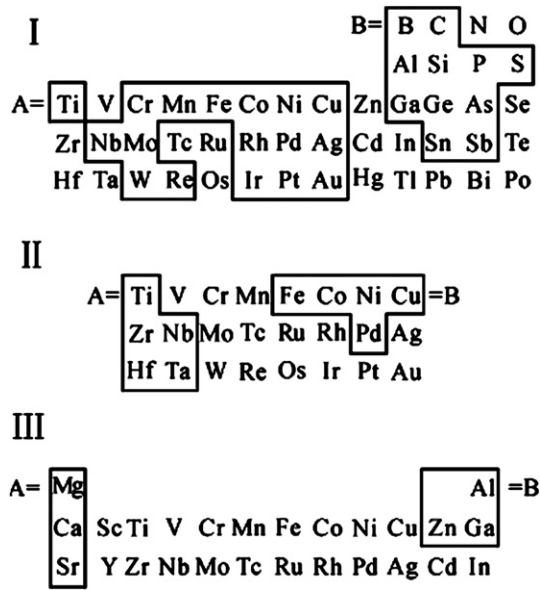 I
B= B C N O
Al Si P S
A= Ti V Cr Mn Fe Co Ni Cu Zn Ga Ge As Se
Zr Nb Mo Tc Ru Rh Pd Ag Cd In Sn Sb Te
Hf Ta W Re Os Ir Pt Au Hg Tl Pb Bi Po
II
A= Ti V Cr Mn Fe Co Ni Cu =B
Zr Nb Mo Tc Ru Rh Pd Ag
Hf Ta W Re Os Ir Pt Au
III
A= Mg Al =B
Ca Sc Ti V Cr Mn Fe Co Ni Cu Zn Ga
Sr Y Zr Nb Mo Tc Ru Rh Pd Ag Cd In